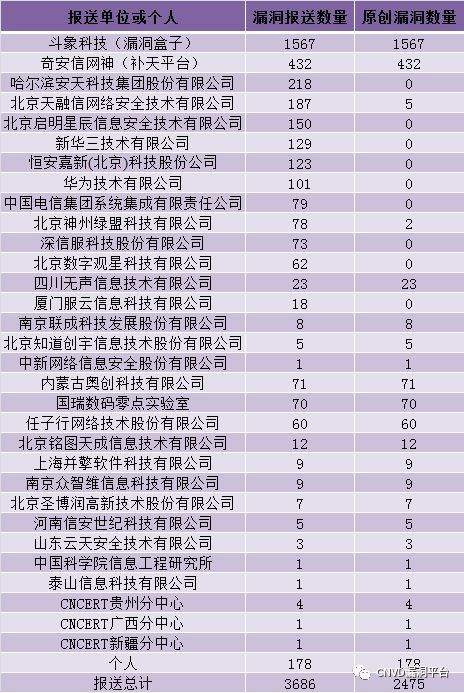 报送单位或个人 漏洞报送数量 原创漏洞数量
斗象科技（漏洞盒子） 1567 1567
奇安信网神（补天平台） 432 432
哈尔滨安天科技集团股份有限公司 218 0
北京天融信网络安全技术有限公司 187 5
北京启明星辰信息安全技术有限公司 150 0
新华三技术有限公司 129 0
恒安嘉新(北京)科技股份公司 123 0
华为技术有限公司 101 0
中国电信集团系统集成有限责任公司 79 0
北京神州绿盟科技有限公司 78 2
深信服科技股份有限公司 73 0
北京数字观星科技有限公司 62 0
四川无声信息技术有限公司 23 23
厦门服云信息科技有限公司 18 0
南京联成科技发展股份有限公司 8 8
北京知道创宇信息技术股份有限公司 5 5
中新网络信息安全股份有限公司 1 1
内蒙古奥创科技有限公司 71 71
国瑞数码零点实验室 70 70
任子行网络技术股份有限公司 60 60
北京铭图天成信息技术有限公司 12 12
上海并擎软件科技有限公司 9 9
南京众智维信息科技有限公司 9 9
北京圣博润高新技术股份有限公司 7 7
河南信安世纪科技有限公司 5 5
山东云天安全技术有限公司 3 3
中国科学院信息工程研究所 1 1
泰山信息科技有限公司 1 1
CNCERT贵州分中心 4 4
CNCERT广西分中心 1 1
CNCERT新疆分中心 1 1
个人 178 178
报送总计 3686 2475
CNVD漏洞平台